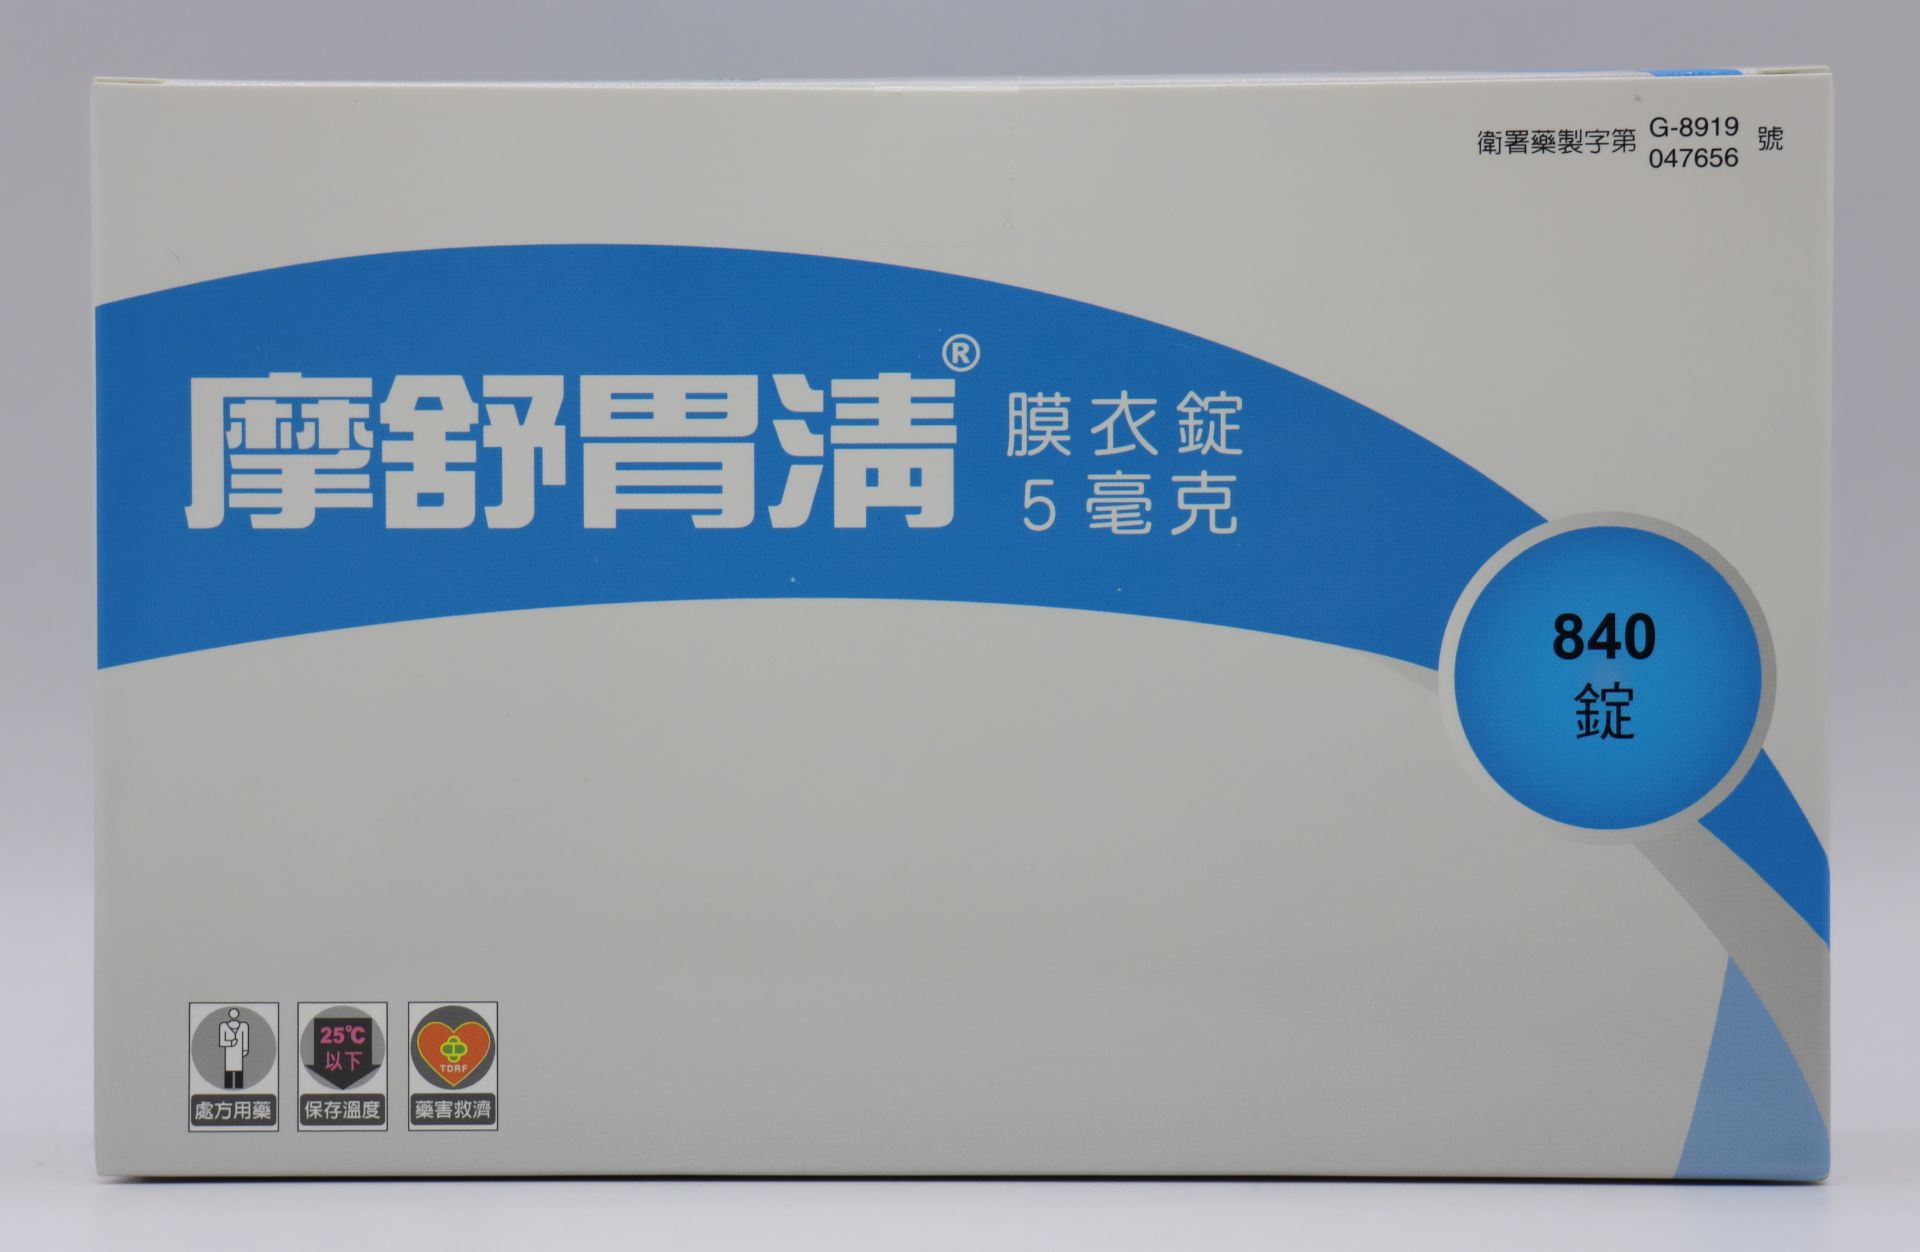 衛署藥製字第 G-8919 號
047656
摩舒胃清®
膜衣錠
5毫克
840
錠
25℃
以下
TDRF
處方用藥
保存溫度
藥害救濟